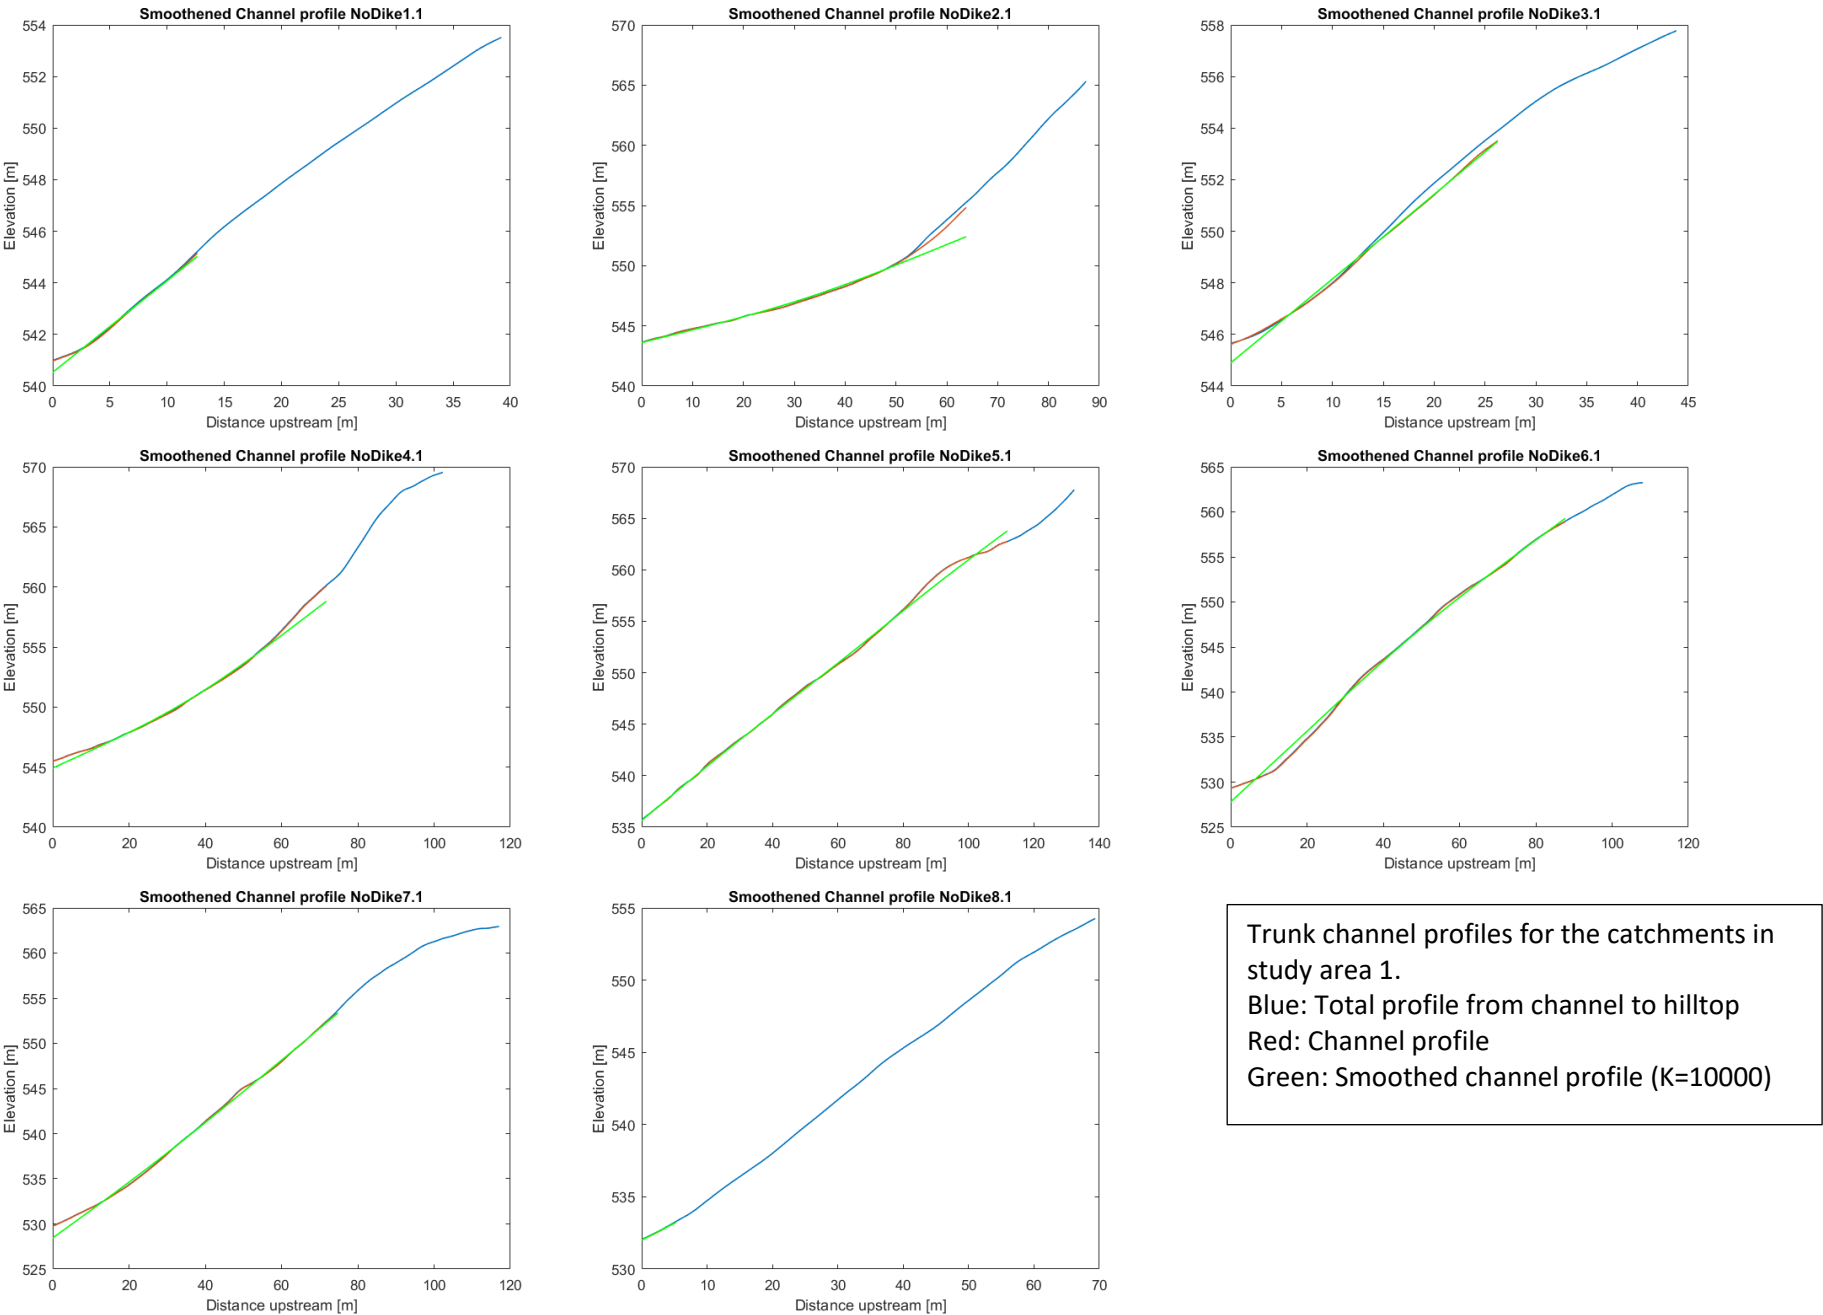 Smoothened Channel profile NoDike1.1
554
552
550
548
546
544
542
540
Elevation [m]
0 5 10 15 20 25 30 35 40
Distance upstream [m]
Smoothened Channel profile NoDike2.1
570
565
560
555
550
545
540
Elevation [m]
0 10 20 30 40 50 60 70 80 90
Distance upstream [m]
Smoothened Channel profile NoDike3.1
558
556
554
552
550
548
546
544
Elevation [m]
0 5 10 15 20 25 30 35 40 45
Distance upstream [m]
Smoothened Channel profile NoDike4.1
570
565
560
555
550
545
540
Elevation [m]
0 20 40 60 80 100 120
Distance upstream [m]
Smoothened Channel profile NoDike5.1
570
565
560
555
550
545
540
535
Elevation [m]
0 20 40 60 80 100 120 140
Distance upstream [m]
Smoothened Channel profile NoDike6.1
565
560
555
550
545
540
535
530
525
Elevation [m]
0 20 40 60 80 100 120
Distance upstream [m]
Smoothened Channel profile NoDike7.1
565
560
555
550
545
540
535
530
525
Elevation [m]
0 20 40 60 80 100 120
Distance upstream [m]
Smoothened Channel profile NoDike8.1
555
550
545
540
535
530
Elevation [m]
0 10 20 30 40 50 60 70
Distance upstream [m]
Trunk channel profiles for the catchments in
study area 1.
Blue: Total profile from channel to hilltop
Red: Channel profile
Green: Smoothed channel profile (K=10000)